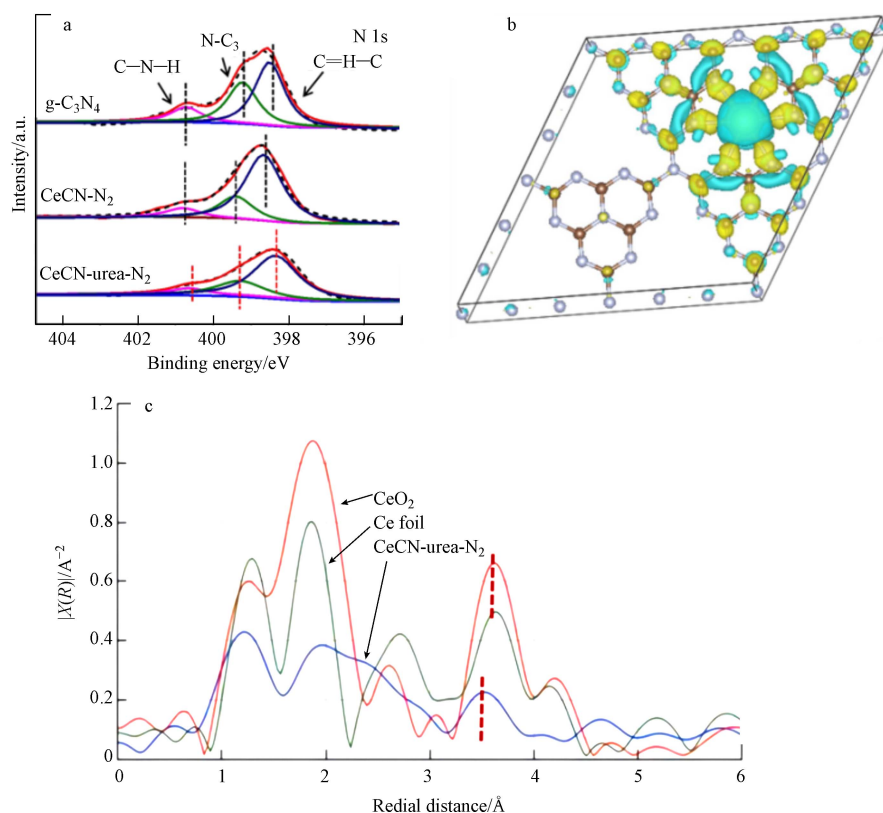 a
N 1s
N-C₃
C—N—H
C=H—C
g-C₃N₄
CeCN-N₂
CeCN-urea-N₂
Intensity/a.u.
404 402 400 398 396
Binding energy/eV
b
c
1.2
1.0
0.8
0.6
0.4
0.2
0
CeO₂
Ce foil
CeCN-urea-N₂
|X(R)|/A⁻²
0 1 2 3 4 5 6
Redial distance/Å